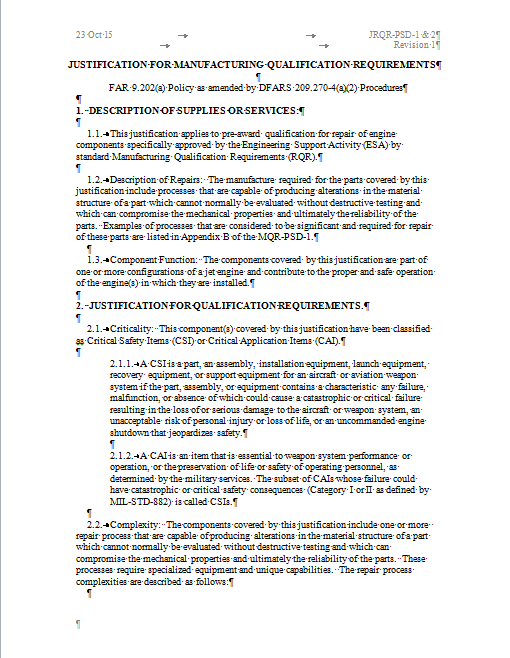 23 Oct 15 JRQR-PSD-1 & 2
Revision 1
JUSTIFICATION FOR MANUFACTURING QUALIFICATION REQUIREMENTS
FAR 9.202(a) Policy as amended by DFARS 209.270-4(a)(2) Procedures
1. DESCRIPTION OF SUPPLIES OR SERVICES:
1.1. This justification applies to pre-award qualification for repair of engine
components specifically approved by the Engineering Support Activity (ESA) by
standard Manufacturing Qualification Requirements (RQR).
1.2. Description of Repairs: The manufacture required for the parts covered by this
justification include processes that are capable of producing alterations in the material
structure of a part which cannot normally be evaluated without destructive testing and
which can compromise the mechanical properties and ultimately the reliability of the
parts. Examples of processes that are considered to be significant and required for repair
of these parts are listed in Appendix B of the MQR-PSD-1.
1.3. Component Function: The components covered by this justification are part of
one or more configurations of a jet engine and contribute to the proper and safe operation
of the engine(s) in which they are installed.
2. JUSTIFICATION FOR QUALIFICATION REQUIREMENTS.
2.1. Criticality: This component(s) covered by this justification have been classified
as Critical Safety Items (CSI) or Critical Application Items (CAI).
2.1.1. A CSI is a part, an assembly, installation equipment, launch equipment,
recovery equipment, or support equipment for an aircraft or aviation weapon
system if the part, assembly, or equipment contains a characteristic any failure,
malfunction, or absence of which could cause a catastrophic or critical failure
resulting in the loss of or serious damage to the aircraft or weapon system, an
unacceptable risk of personal injury or loss of life, or an uncommanded engine
shutdown that jeopardizes safety.
2.1.2. A CAI is an item that is essential to weapon system performance or
operation, or the preservation of life or safety of operating personnel, as
determined by the military services. The subset of CAIs whose failure could
have catastrophic or critical safety consequences (Category I or II as defined by
MIL-STD-882) is called CSIs.
2.2. Complexity: The components covered by this justification include one or more
repair process that are capable of producing alterations in the material structure of a part
which cannot normally be evaluated without destructive testing and which can
compromise the mechanical properties and ultimately the reliability of the parts. These
processes require specialized equipment and unique capabilities. The repair process
complexities are described as follows: